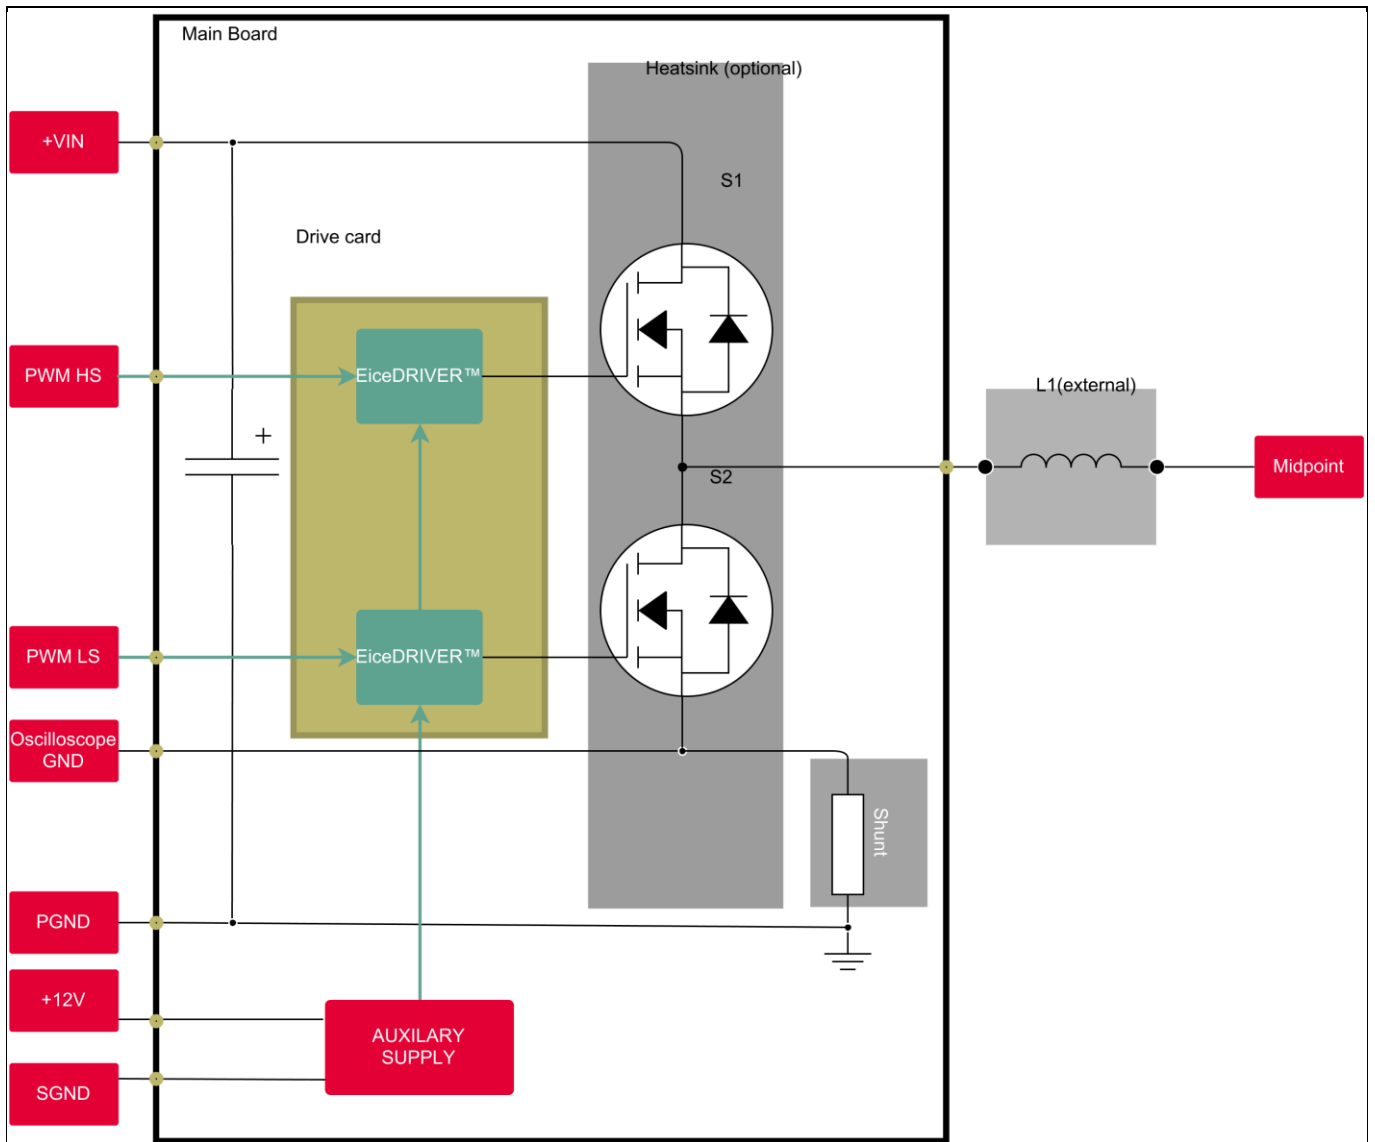 Main Board
Heatsink (optional)
+VIN
S1
Drive card
PWM HS
EiceDRIVER™
L1(external)
+
Midpoint
S2
PWM LS
EiceDRIVER™
Oscilloscope
GND
Shunt
PGND
+12V
AUXILARY
SUPPLY
SGND